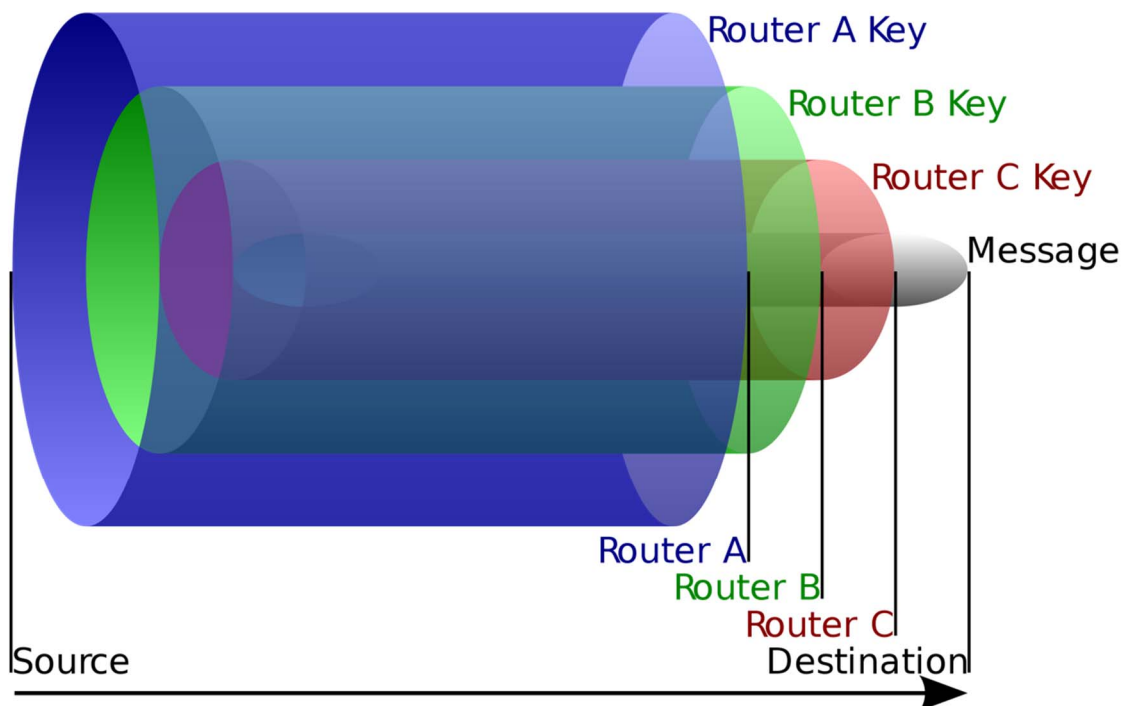 Router A Key
Router B Key
Router C Key
Message
Router A
Router B
Router C
Source
Destination